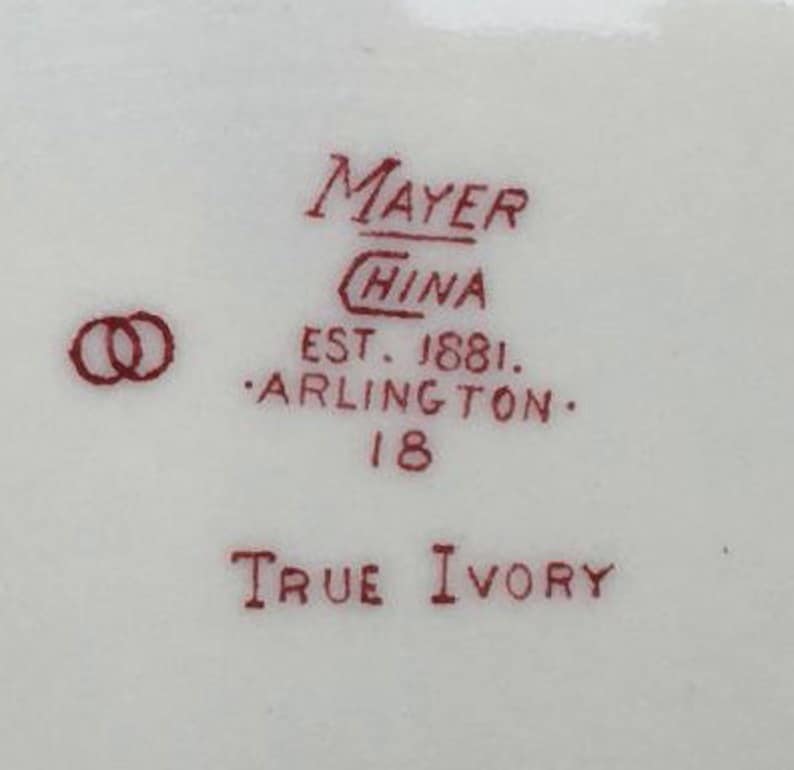 MAYER
CHINA
EST. 1881.
·ARLINGTON·
18
TRUE IVORY